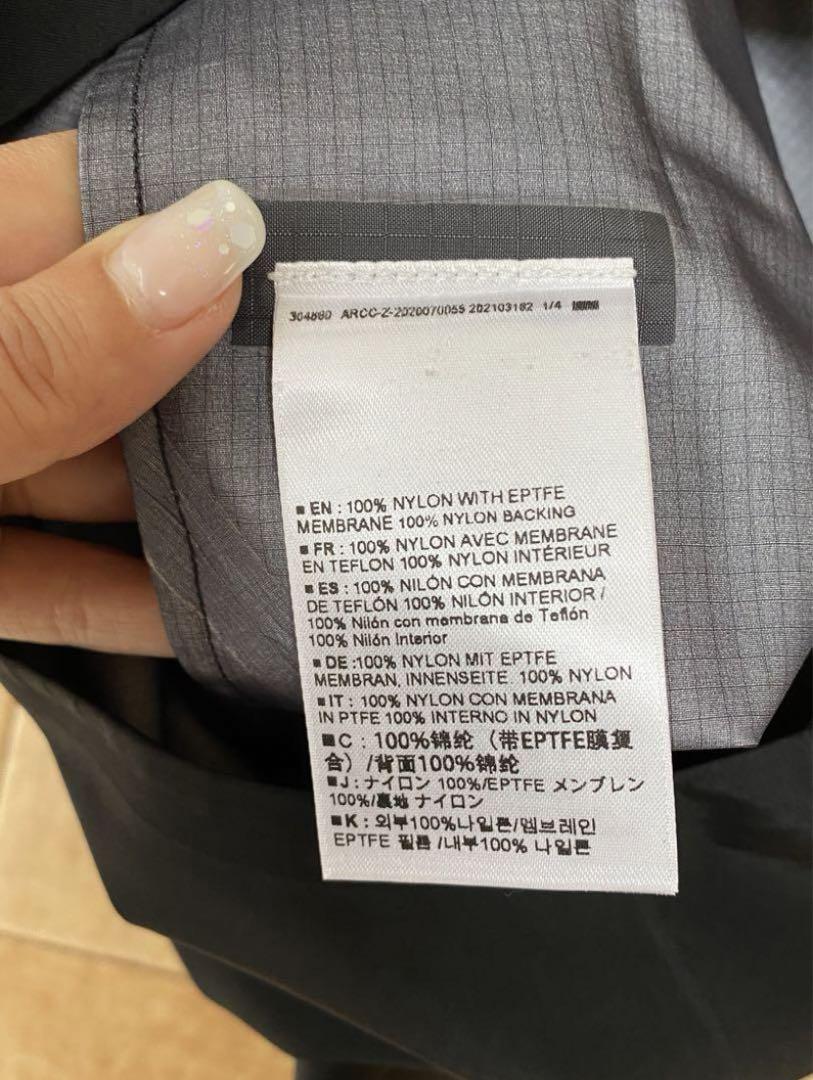 304880 ARCC-Z-2020070055 202103182 1/4
■ EN : 100% NYLON WITH EPTFE
MEMBRANE 100% NYLON BACKING
■ FR : 100% NYLON AVEC MEMBRANE
EN TEFLON 100% NYLON INTÉRIEUR
■ ES : 100% NILÓN CON MEMBRANA
DE TEFLÓN 100% NILÓN INTERIOR /
100% Nilón con membrana de Teflón
100% Nilón Interior
■ DE :100% NYLON MIT EPTFE
MEMBRAN, INNENSEITE. 100% NYLON
■ IT : 100% NYLON CON MEMBRANA
IN PTFE 100% INTERNO IN NYLON
■C : 100%锦纶（带EPTFE膜复
合）/背面100%锦纶
■ J : ナイロン 100%/EPTFE メンブレン
100%/裏地 ナイロン
■ K : 외부100%나일론/멤브레인
EPTFE 필름 /내부100% 나일론